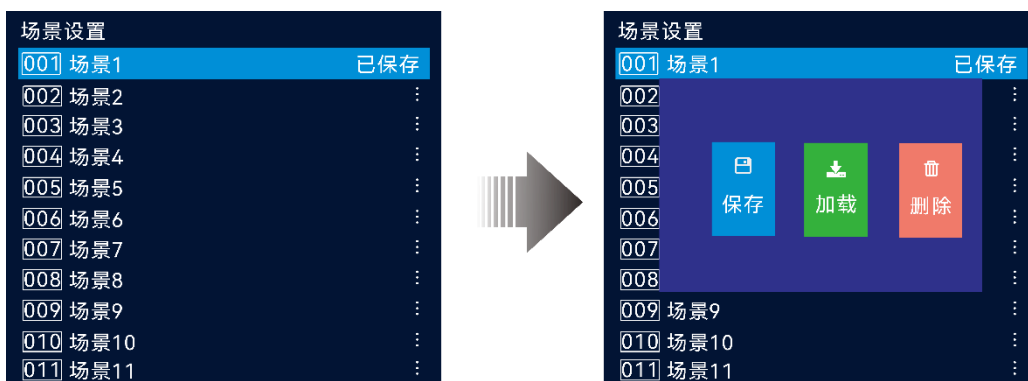 场景设置
001 场景1 已保存
002 场景2
003 场景3
004 场景4
005 场景5
006 场景6
007 场景7
008 场景8
009 场景9
010 场景10
011 场景11
场景设置
001 场景1 已保存
002
003
004
005
006
007
008
保存 加载 删除
009 场景9
010 场景10
011 场景11